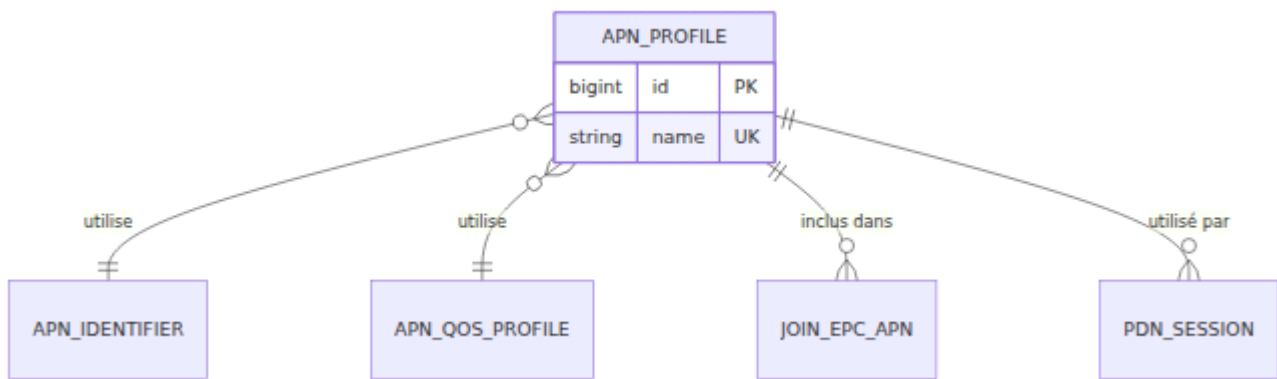 APN_PROFILE
bigint id PK
string name UK
utilise utilise inclus dans utilisé par
APN_IDENTIFIER APN_QOS_PROFILE JOIN_EPC_APN PDN_SESSION